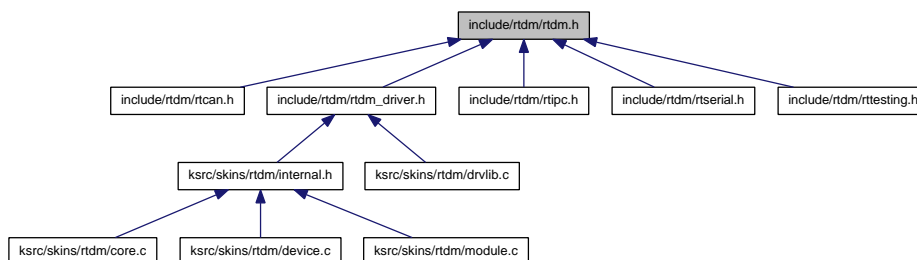 include/rtdm/rtdm.h
include/rtdm/rtcan.h
include/rtdm/rtdm_driver.h
include/rtdm/rtipc.h
include/rtdm/rtserial.h
include/rtdm/rttesting.h
ksrc/skins/rtdm/internal.h
ksrc/skins/rtdm/drvlib.c
ksrc/skins/rtdm/core.c
ksrc/skins/rtdm/device.c
ksrc/skins/rtdm/module.c